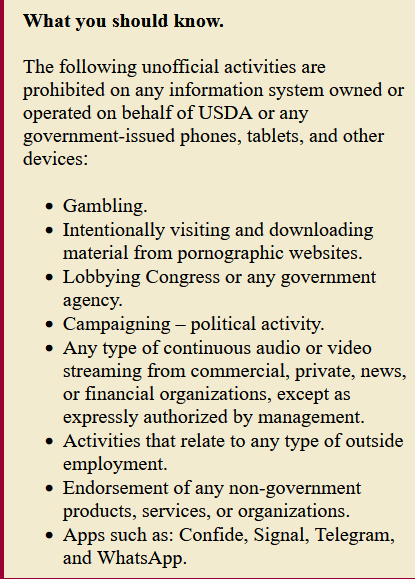 What you should know.
The following unofficial activities are
prohibited on any information system owned or
operated on behalf of USDA or any
government-issued phones, tablets, and other
devices:
• Gambling.
• Intentionally visiting and downloading
material from pornographic websites.
• Lobbying Congress or any government
agency.
• Campaigning – political activity.
• Any type of continuous audio or video
streaming from commercial, private, news,
or financial organizations, except as
expressly authorized by management.
• Activities that relate to any type of outside
employment.
• Endorsement of any non-government
products, services, or organizations.
• Apps such as: Confide, Signal, Telegram,
and WhatsApp.